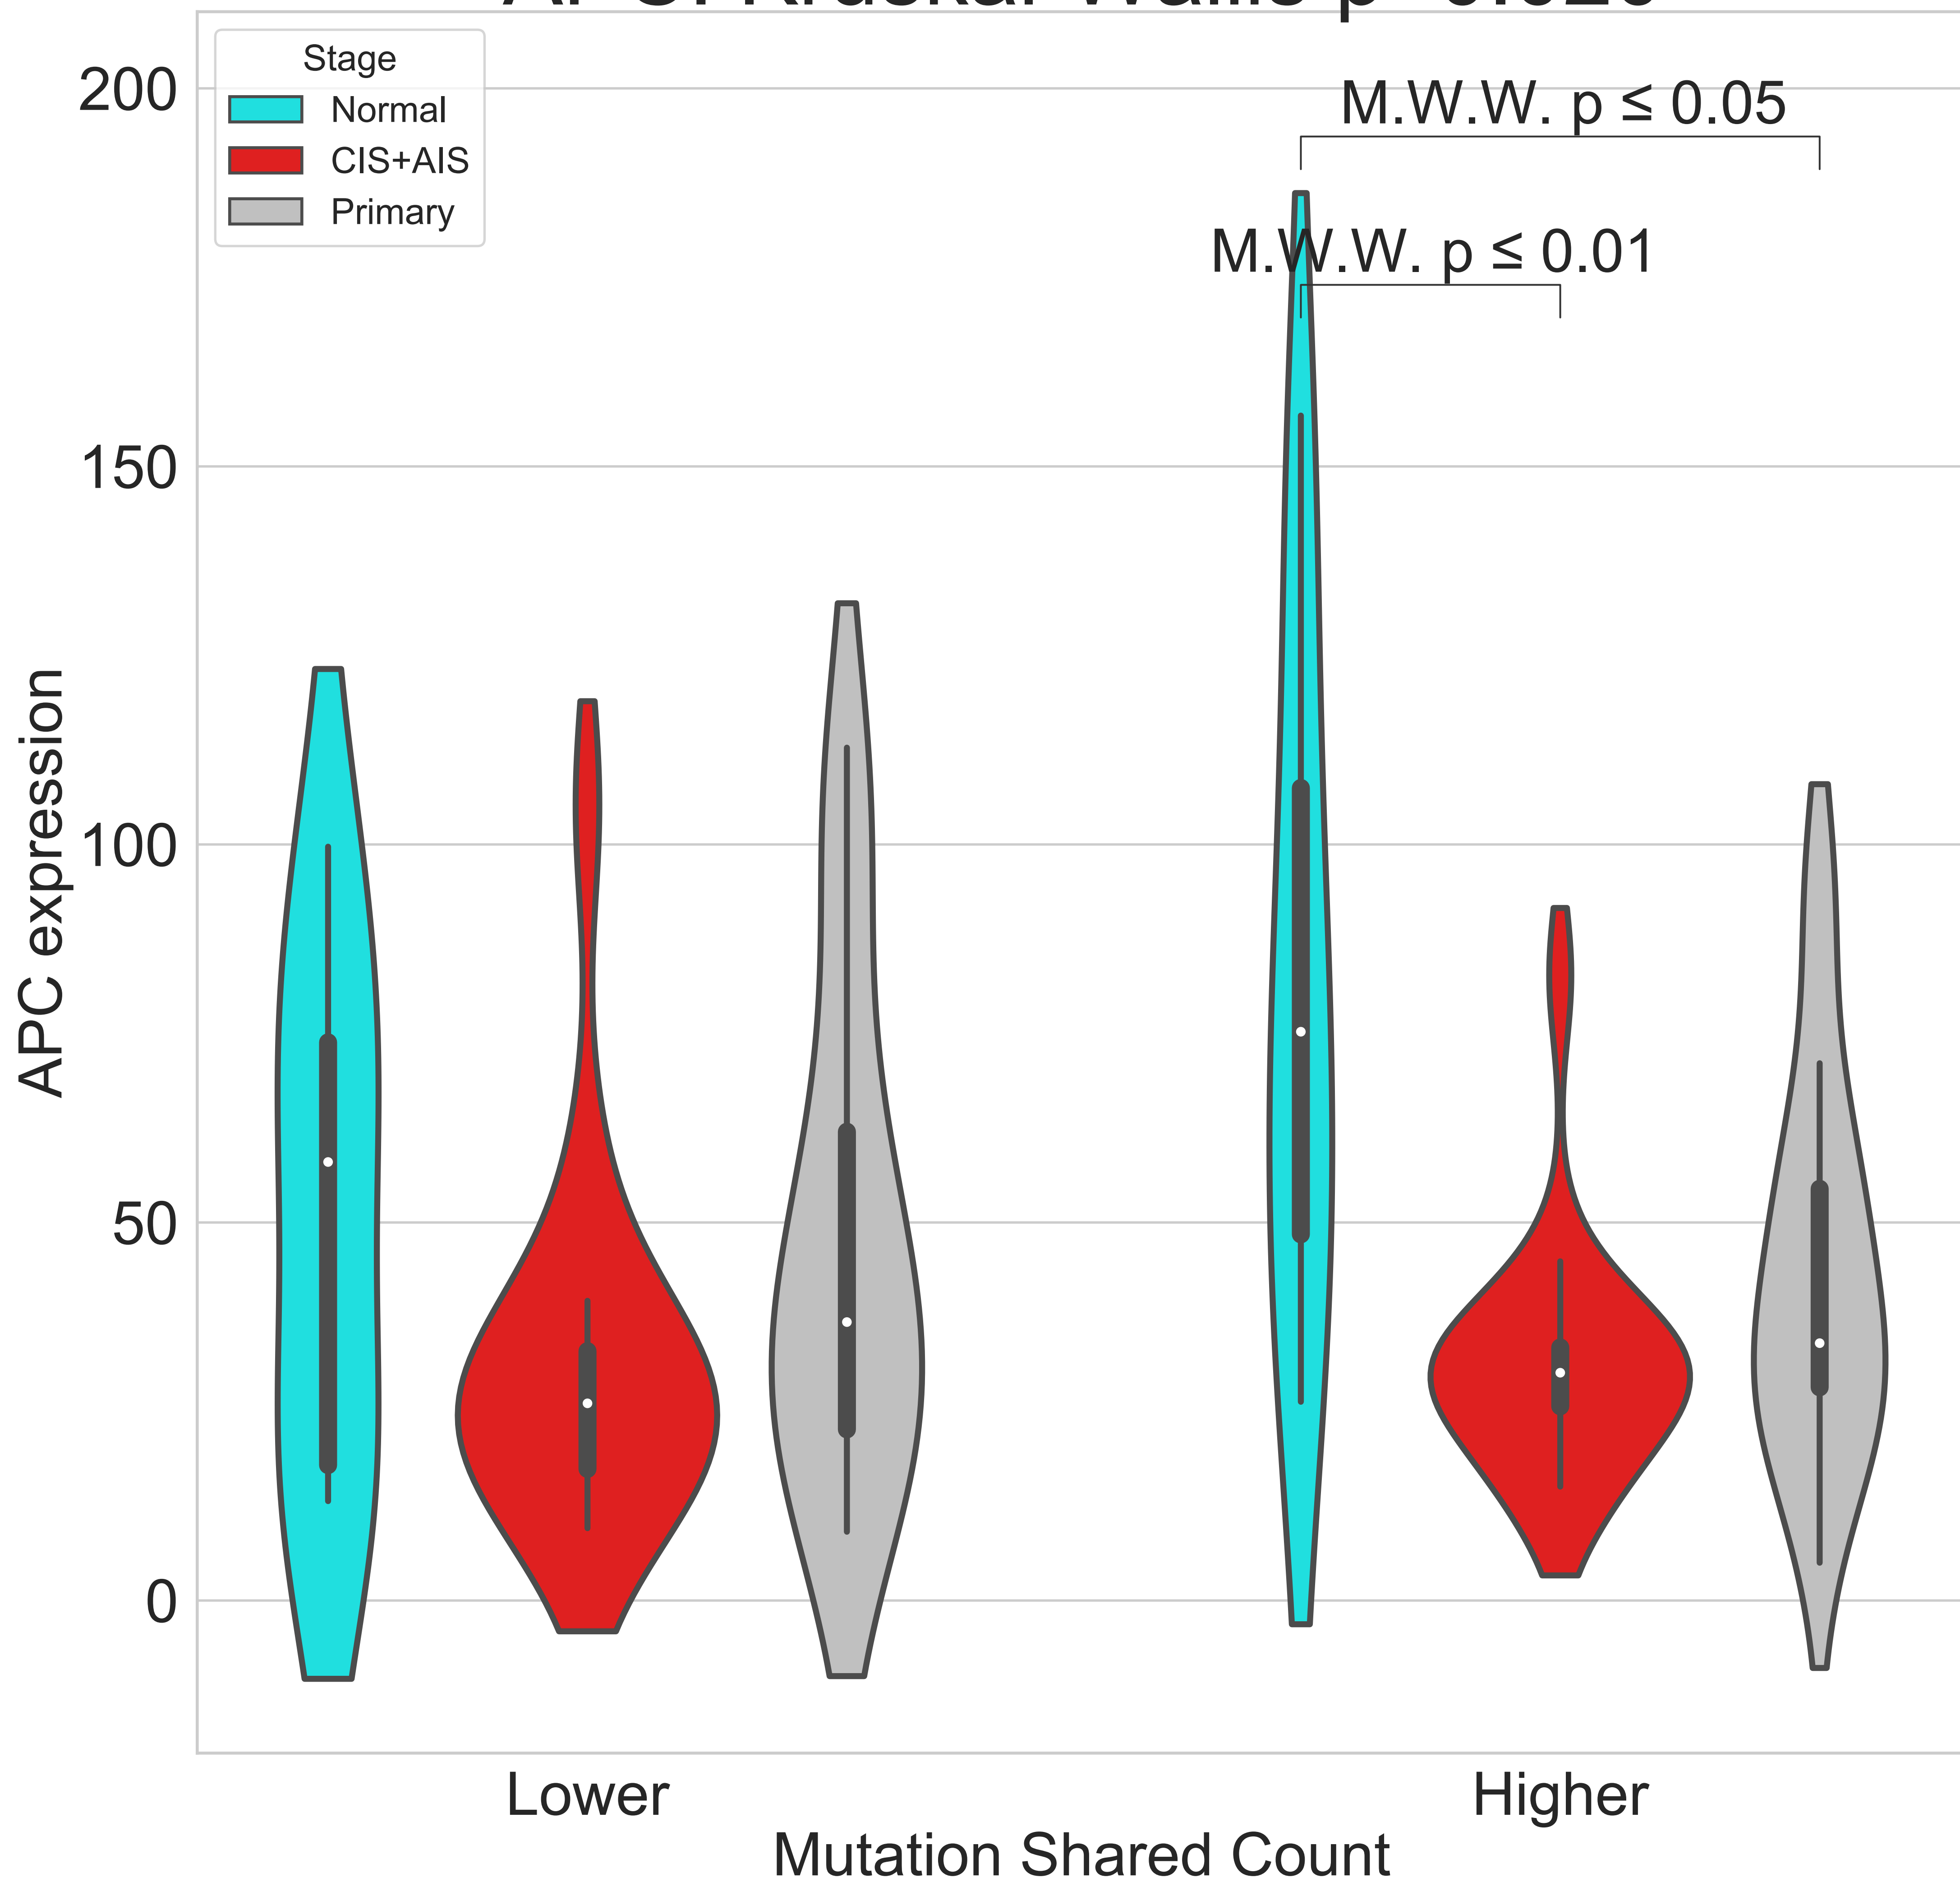 Stage
Normal
CIS+AIS
Primary
M.W.W. p ≤ 0.05
M.W.W. p ≤ 0.01
200
150
100
50
0
APC expression
Lower
Higher
Mutation Shared Count